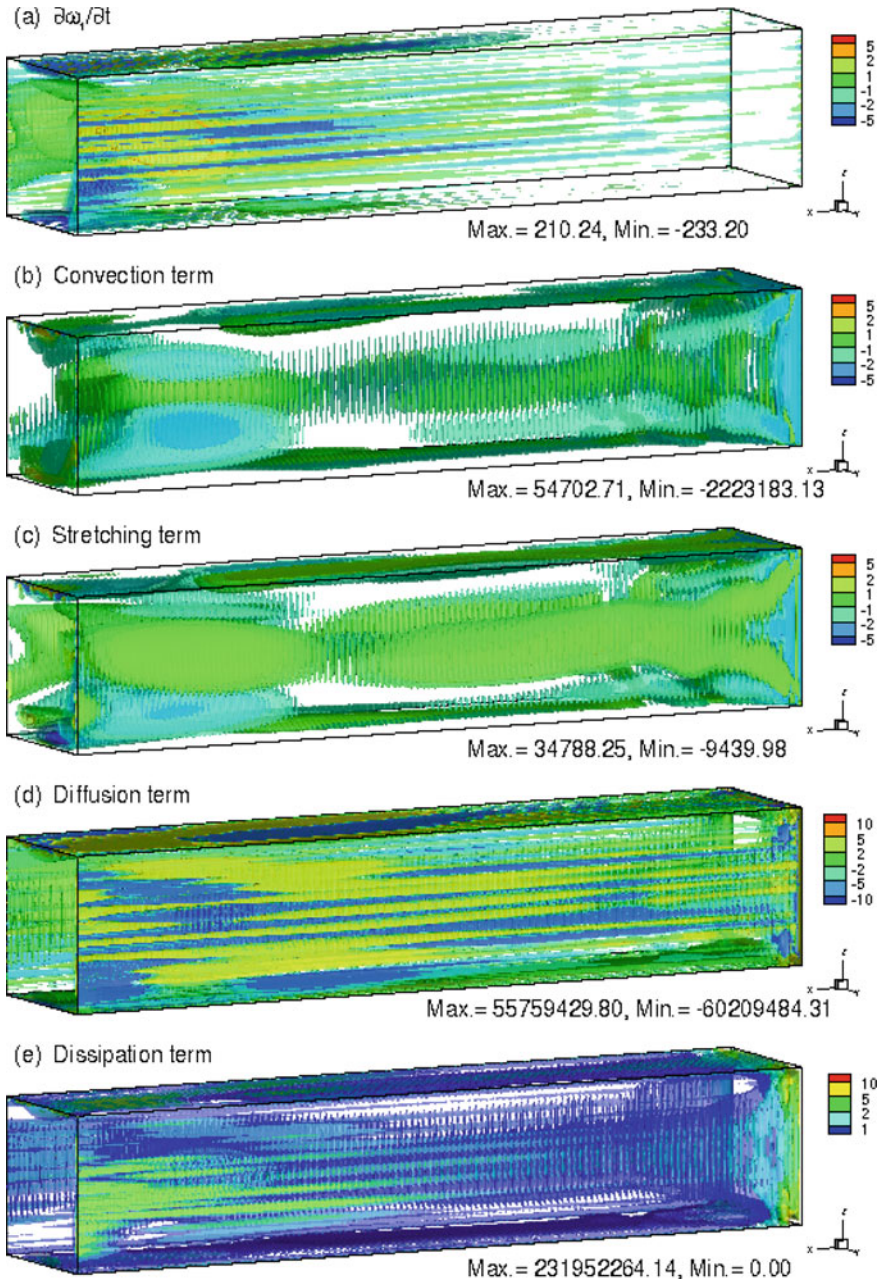 (a) ∂ω₁/∂t
5
2
1
-1
-2
-5
z
x Y
Max.= 210.24, Min.= -233.20
(b) Convection term
5
2
1
-1
-2
-5
z
x Y
Max.= 54702.71, Min.= -2223183.13
(c) Stretching term
5
2
1
-1
-2
-5
z
x Y
Max.= 34788.25, Min.= -9439.98
(d) Diffusion term
10
5
2
-2
-5
-10
z
x Y
Max.= 55759429.80, Min.= -60209484.31
(e) Dissipation term
10
5
2
1
z
x Y
Max.= 231952264.14, Min.= 0.00